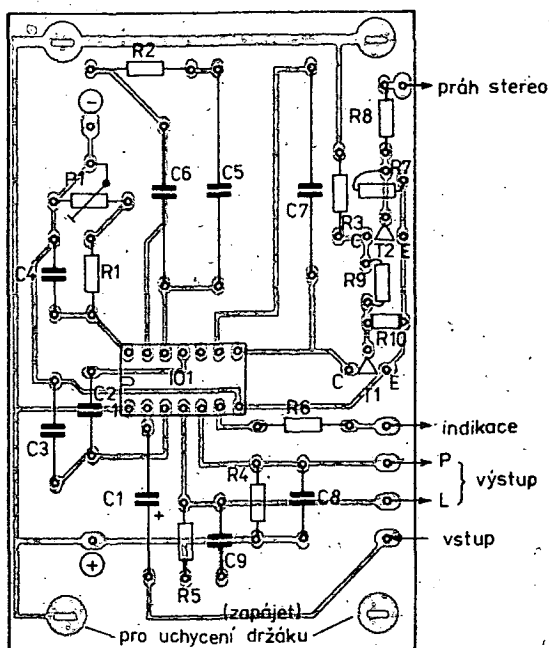 R2
práh stereo
R8
−
P1
C6
C5
C7
R7
R3
C
T2
E
C4
R1
R9
R10
IO1
C
T1
E
C2
1
R6
indikace
C3
R4
P
C1
+
C8
výstup
L
C9
vstup
+
R5
(zapájet)
pro uchycení držáku